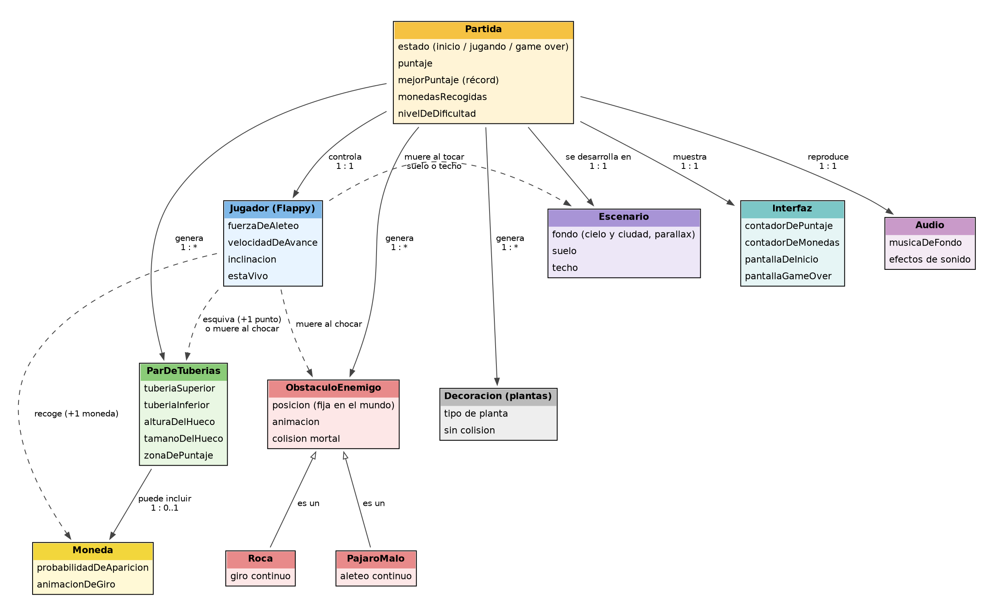 Partida
estado (inicio / jugando / game over)
puntaje
mejorPuntaje (récord)
monedasRecogidas
nivelDeDificultad
controla
1 : 1
muere al tocar
suelo o techo
se desarrolla en
1 : 1
muestra
1 : 1
reproduce
1 : 1
genera
1 : *
Jugador (Flappy)
fuerzaDeAleteo
velocidadDeAvance
inclinacion
estaVivo
genera
1 : *
genera
1 : *
Escenario
fondo (cielo y ciudad, parallax)
suelo
techo
Interfaz
contadorDePuntaje
contadorDeMonedas
pantallaDeInicio
pantallaGameOver
Audio
musicaDeFondo
efectos de sonido
esquiva (+1 punto)
o muere al chocar
muere al chocar
recoge (+1 moneda)
ParDeTuberias
tuberiaSuperior
tuberiaInferior
alturaDelHueco
tamanoDelHueco
zonaDePuntaje
ObstaculoEnemigo
posicion (fija en el mundo)
animacion
colision mortal
Decoracion (plantas)
tipo de planta
sin colision
puede incluir
1 : 0..1
es un
es un
Moneda
probabilidadDeAparicion
animacionDeGiro
Roca
giro continuo
PajaroMalo
aleteo continuo